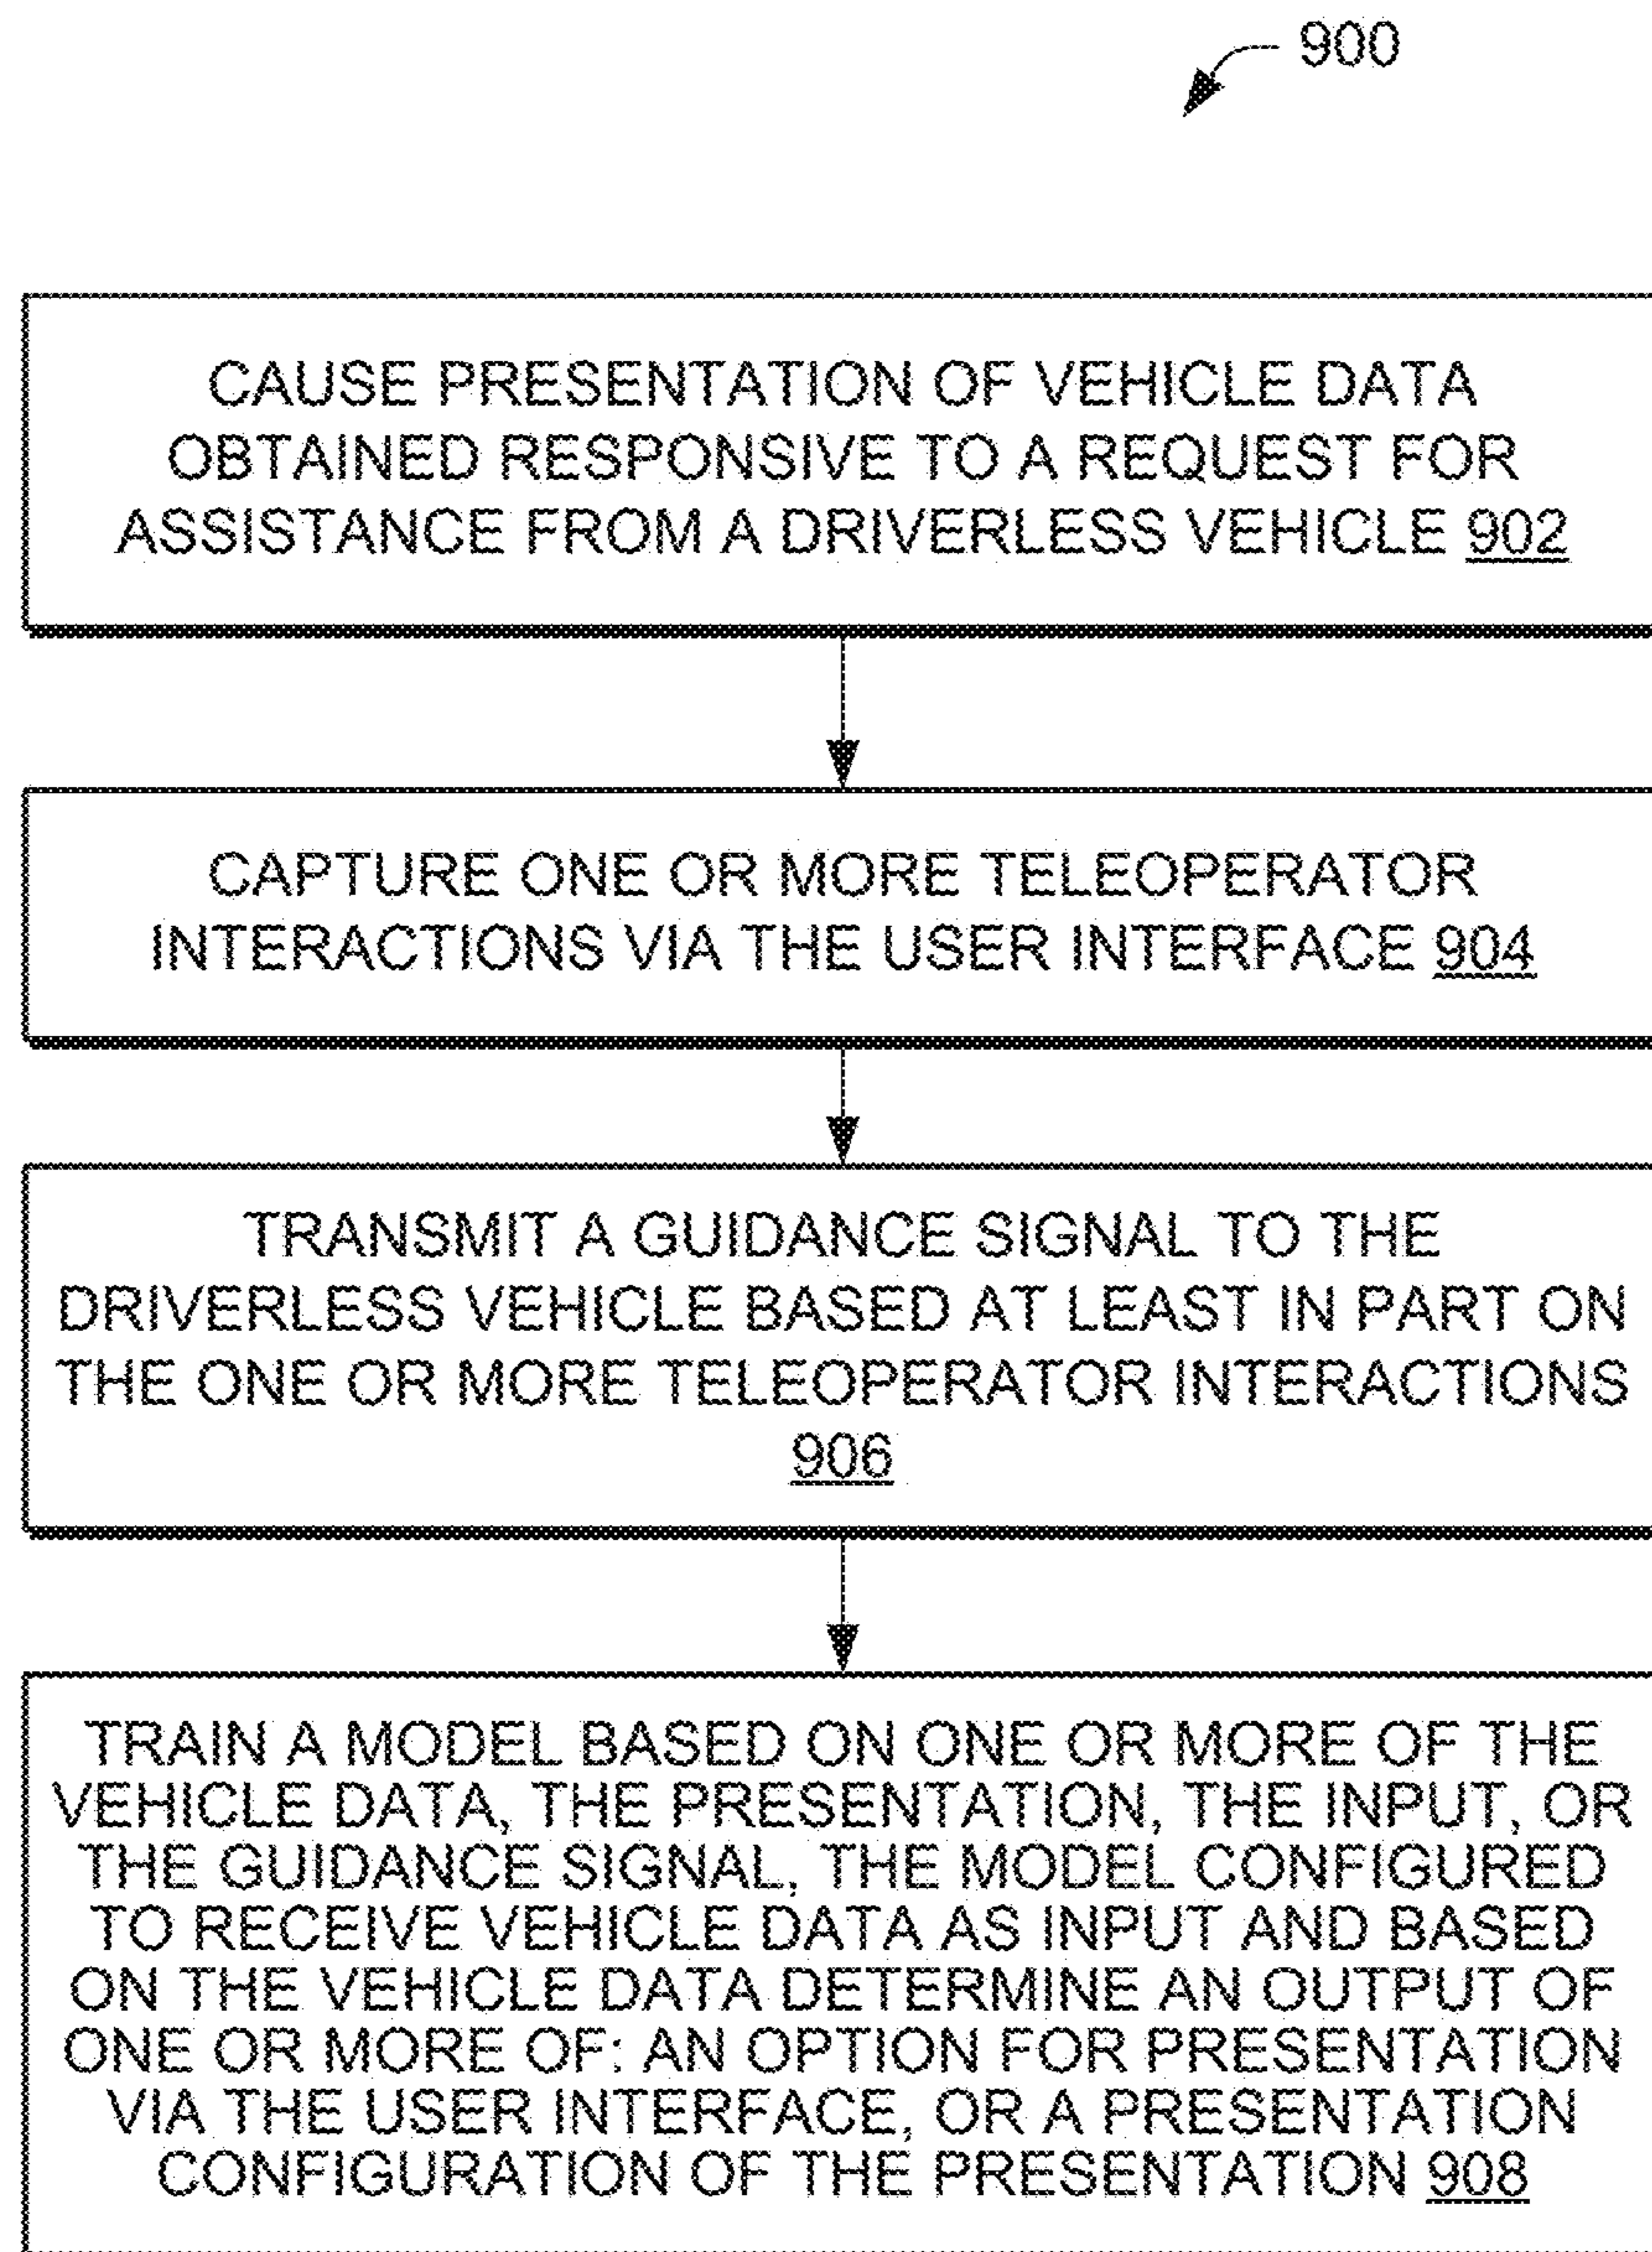 900
CAUSE PRESENTATION OF VEHICLE DATA
OBTAINED RESPONSIVE TO A REQUEST FOR
ASSISTANCE FROM A DRIVERLESS VEHICLE 902
CAPTURE ONE OR MORE TELEOPERATOR
INTERACTIONS VIA THE USER INTERFACE 904
TRANSMIT A GUIDANCE SIGNAL TO THE
DRIVERLESS VEHICLE BASED AT LEAST IN PART ON
THE ONE OR MORE TELEOPERATOR INTERACTIONS
906
TRAIN A MODEL BASED ON ONE OR MORE OF THE
VEHICLE DATA, THE PRESENTATION, THE INPUT, OR
THE GUIDANCE SIGNAL, THE MODEL CONFIGURED
TO RECEIVE VEHICLE DATA AS INPUT AND BASED
ON THE VEHICLE DATA DETERMINE AN OUTPUT OF
ONE OR MORE OF: AN OPTION FOR PRESENTATION
VIA THE USER INTERFACE, OR A PRESENTATION
CONFIGURATION OF THE PRESENTATION 908